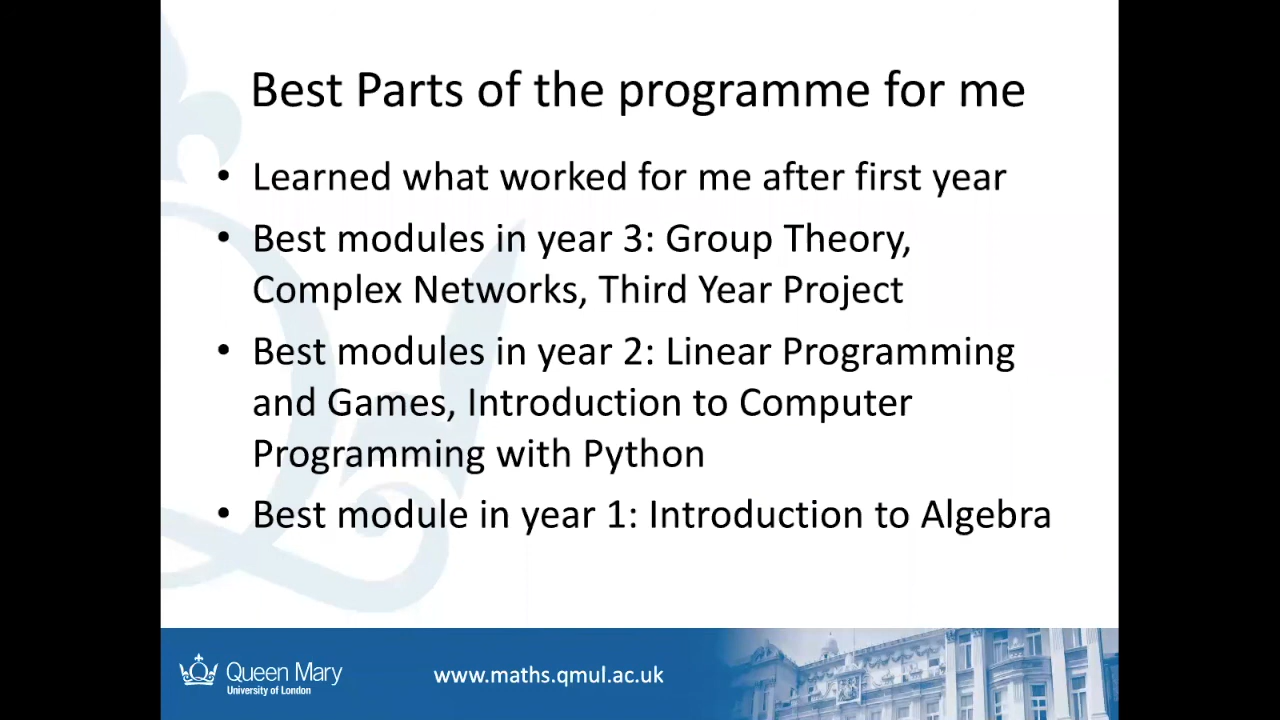 Best Parts of the programme for me
• Learned what worked for me after first year
• Best modules in year 3: Group Theory,
Complex Networks, Third Year Project
• Best modules in year 2: Linear Programming
and Games, Introduction to Computer
Programming with Python
• Best module in year 1: Introduction to Algebra
Queen Mary
University of London
www.maths.qmul.ac.uk